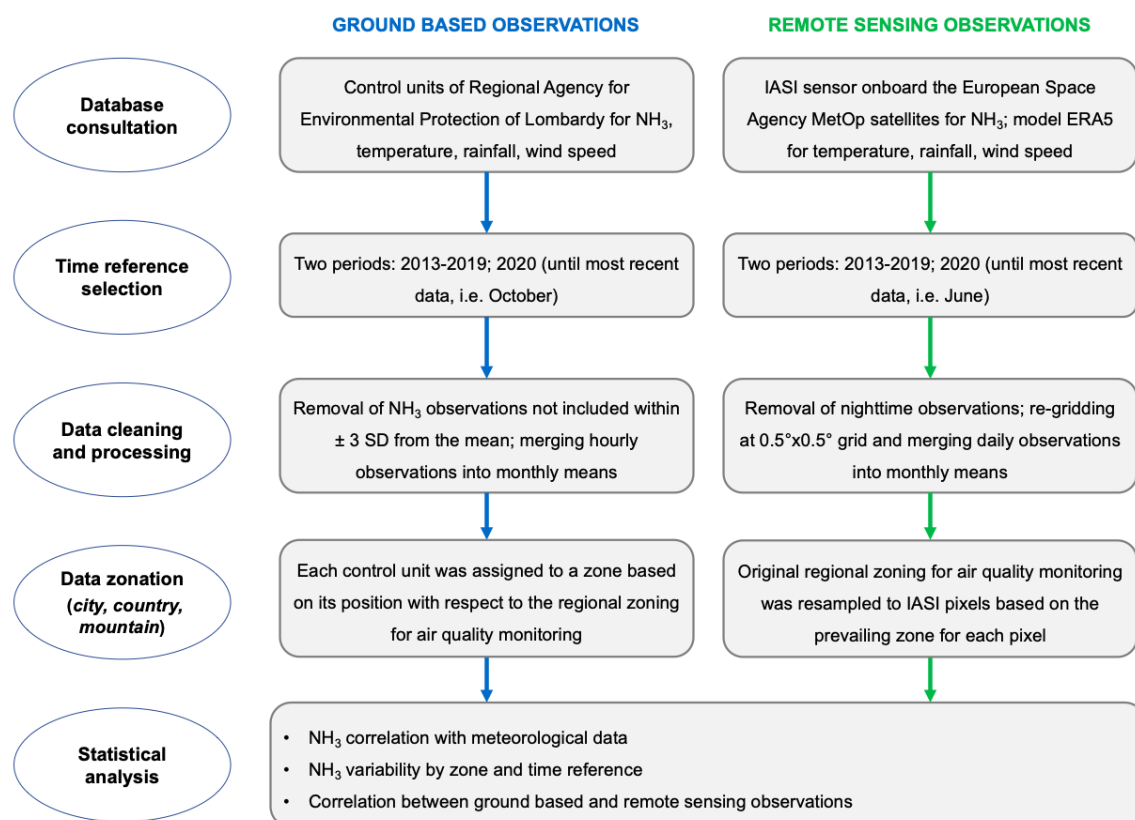 GROUND BASED OBSERVATIONS
REMOTE SENSING OBSERVATIONS
Database
consultation
Control units of Regional Agency for
Environmental Protection of Lombardy for NH₃,
temperature, rainfall, wind speed
IASI sensor onboard the European Space
Agency MetOp satellites for NH₃; model ERA5
for temperature, rainfall, wind speed
Time reference
selection
Two periods: 2013-2019; 2020 (until most recent
data, i.e. October)
Two periods: 2013-2019; 2020 (until most recent
data, i.e. June)
Data cleaning
and processing
Removal of NH₃ observations not included within
± 3 SD from the mean; merging hourly
observations into monthly means
Removal of nighttime observations; re-gridding
at 0.5°x0.5° grid and merging daily observations
into monthly means
Data zonation
(city, country,
mountain)
Each control unit was assigned to a zone based
on its position with respect to the regional zoning
for air quality monitoring
Original regional zoning for air quality monitoring
was resampled to IASI pixels based on the
prevailing zone for each pixel
Statistical
analysis
• NH₃ correlation with meteorological data
• NH₃ variability by zone and time reference
• Correlation between ground based and remote sensing observations